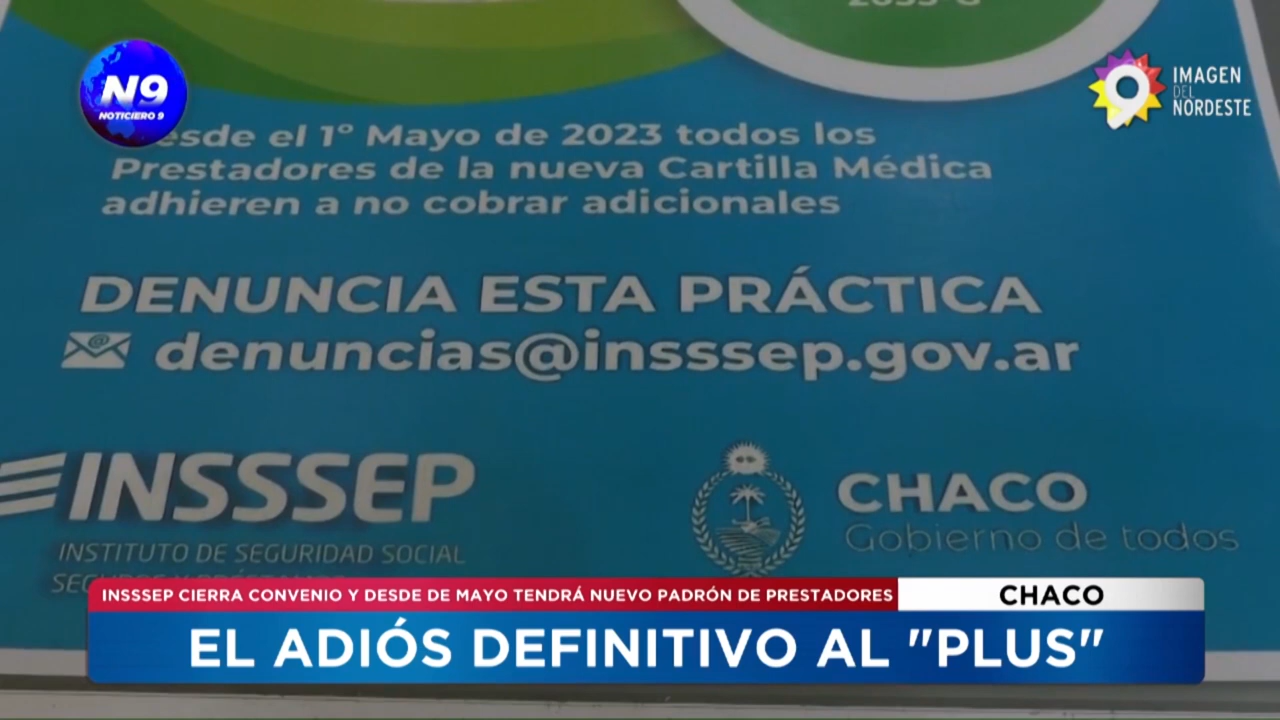 N9
NOTICIERO 9
9
IMAGEN
DEL
NORDESTE
esde el 1° Mayo de 2023 todos los
Prestadores de la nueva Cartilla Médica
adhieren a no cobrar adicionales
DENUNCIA ESTA PRÁCTICA
denuncias@insssep.gov.ar
INSSSEP
INSTITUTO DE SEGURIDAD SOCIAL
CHACO
Gobierno de todos
INSSSEP CIERRA CONVENIO Y DESDE DE MAYO TENDRÁ NUEVO PADRÓN DE PRESTADORES
CHACO
EL ADIÓS DEFINITIVO AL "PLUS"